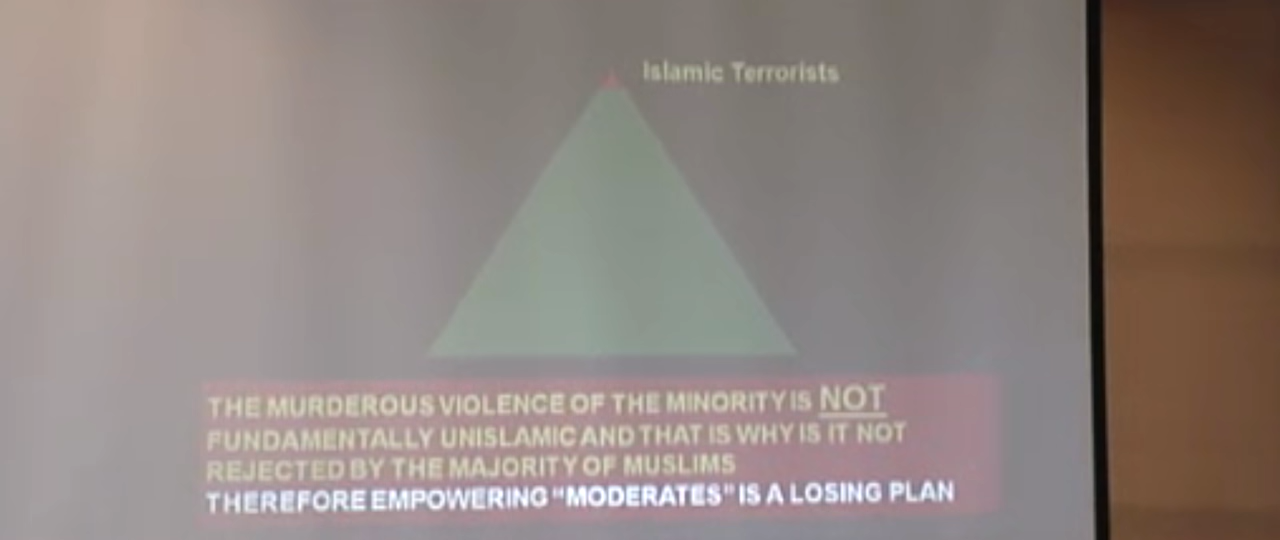 Islamic Terrorists
THE MURDEROUS VIOLENCE OF THE MINORITY IS NOT
FUNDAMENTALLY UNISLAMIC AND THAT IS WHY IS IT NOT
REJECTED BY THE MAJORITY OF MUSLIMS
THEREFORE EMPOWERING "MODERATES" IS A LOSING PLAN